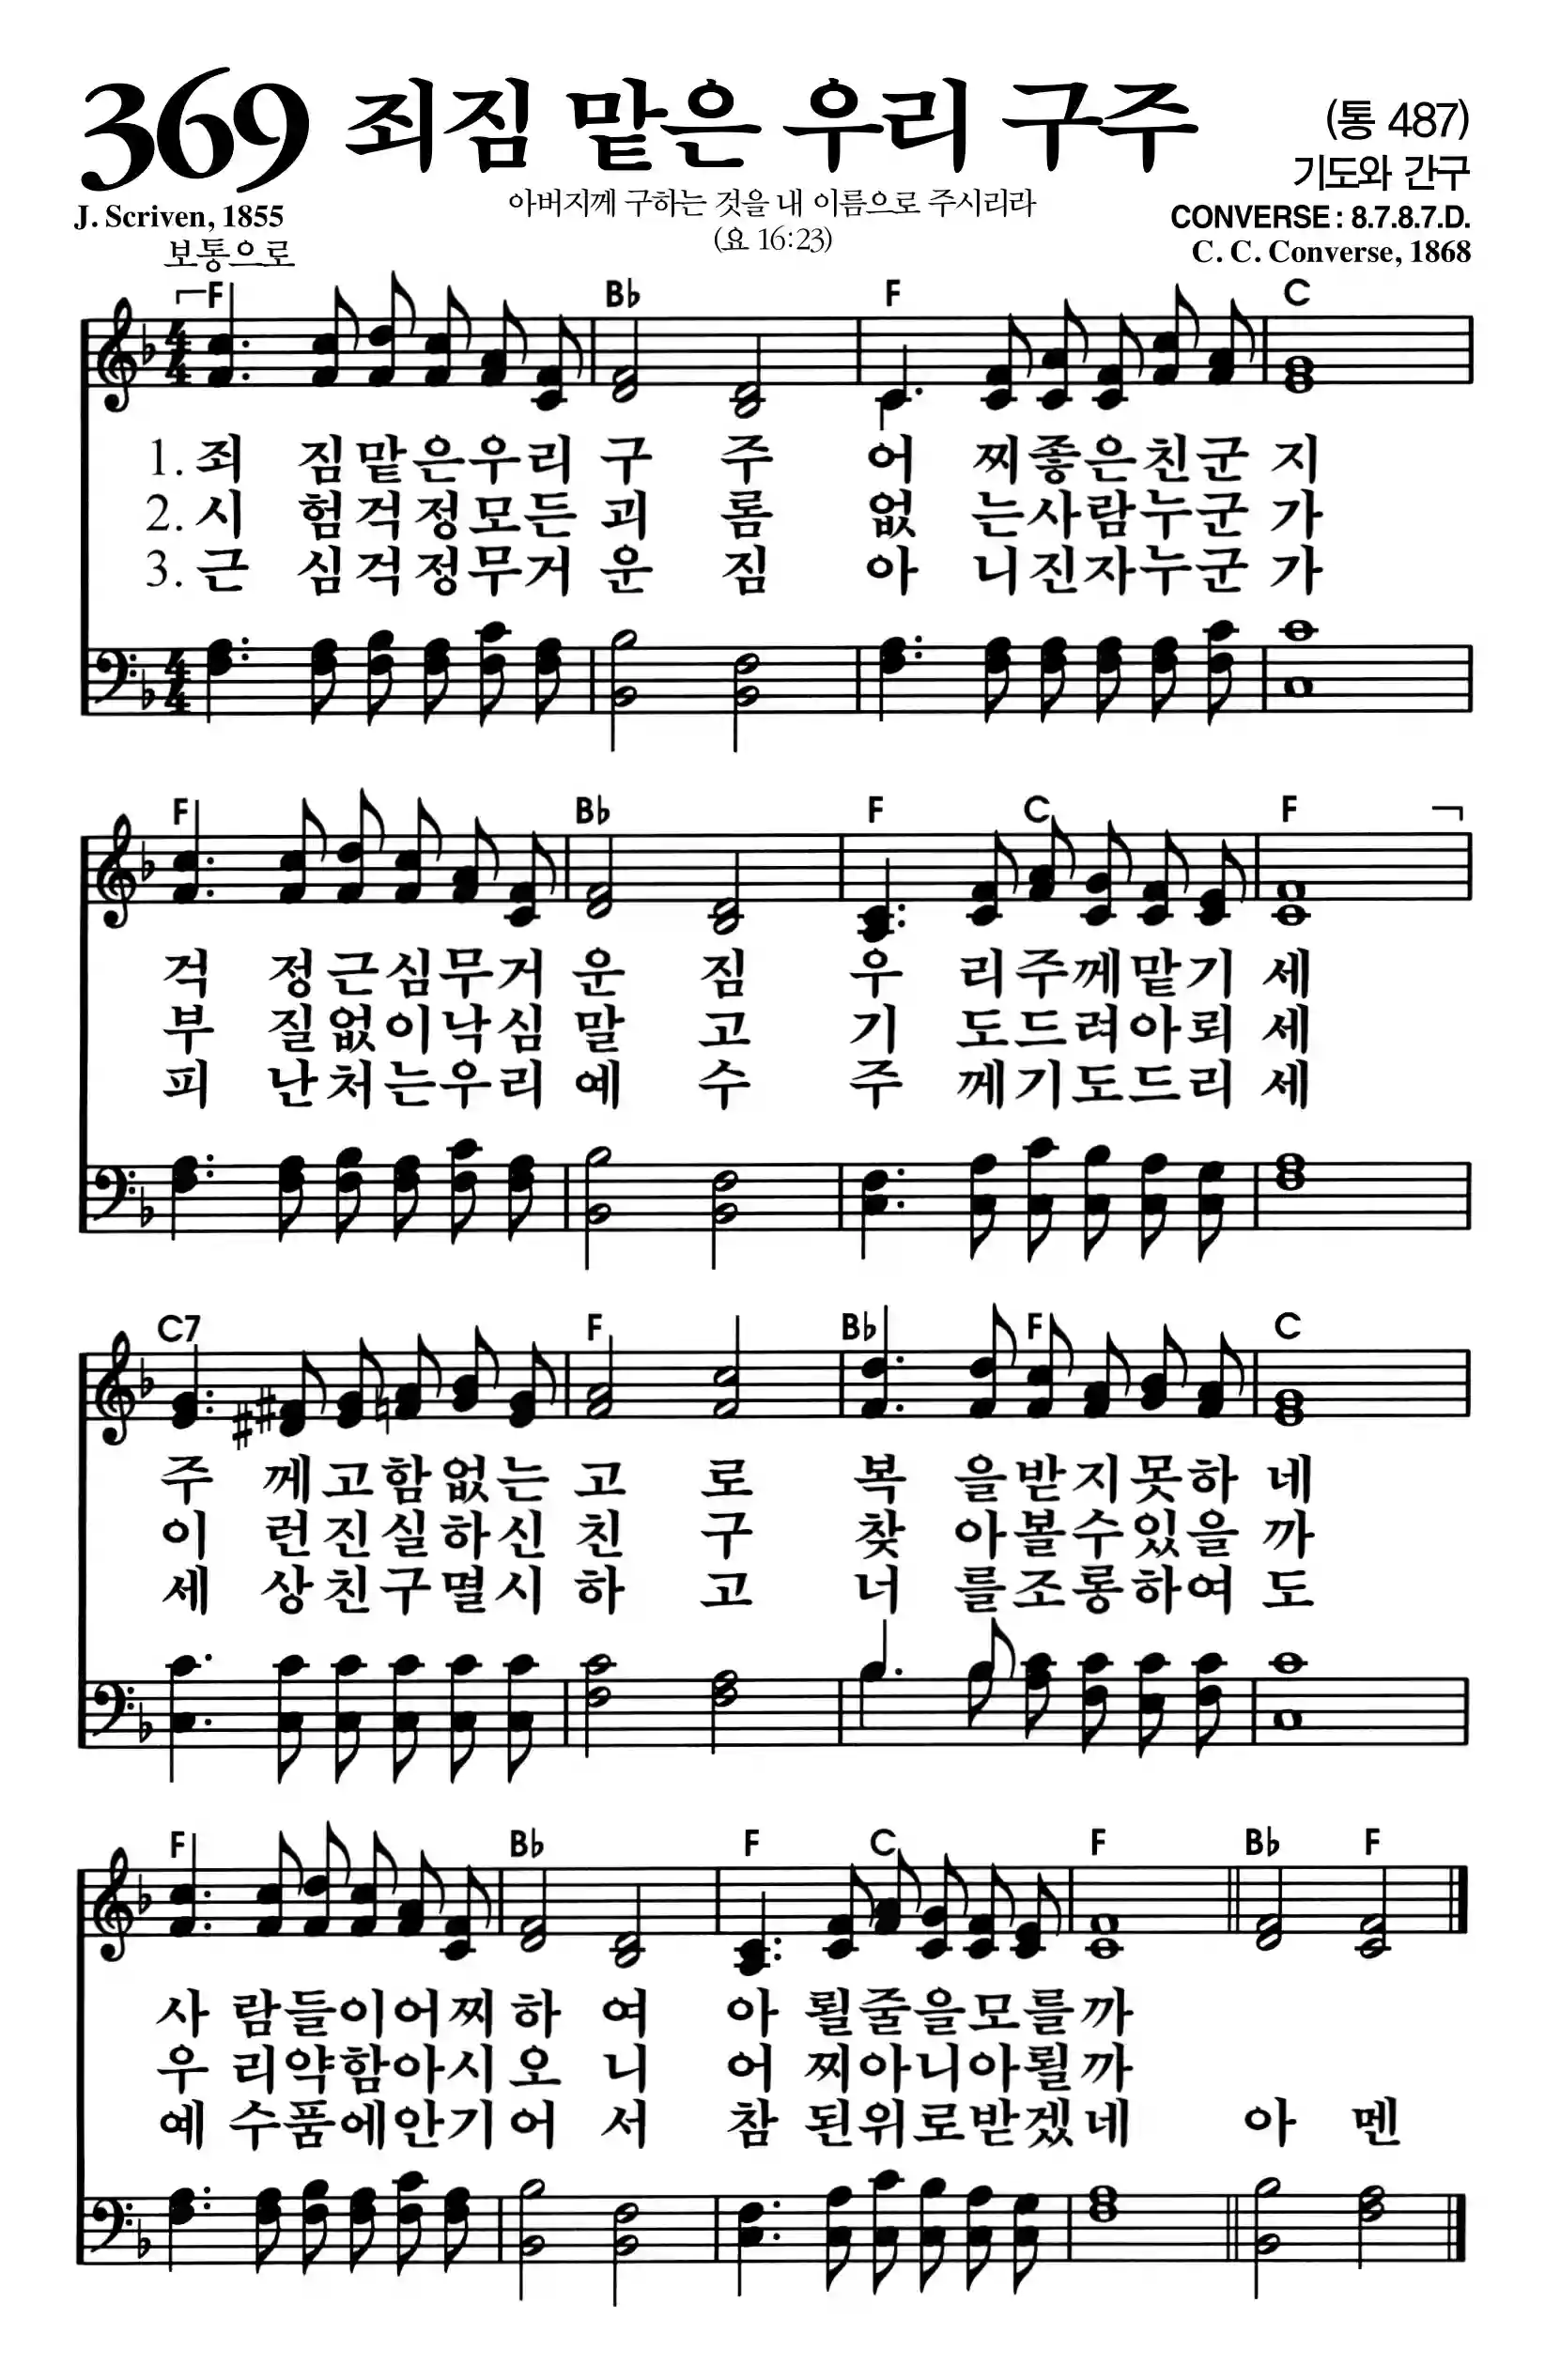 369 죄짐 맡은 우리 구주 (통 487)
기도와 간구
아버지께 구하는 것을 내 이름으로 주시리라
(요 16:23)
J. Scriven, 1855
CONVERSE : 8.7.8.7.D.
보통으로
C. C. Converse, 1868
F B♭ F C
1. 죄 짐맡은우리 구 주 어 찌좋은친군 지
2. 시 험걱정모든 괴 롬 없 는사람누군 가
3. 근 심걱정무거 운 짐 아 니진자누군 가
F B♭ F C F
걱 정근심무거 운 짐 우 리주께맡기 세
부 질없이낙심 말 고 기 도드려아뢰 세
피 난처는우리 예 수 주 께기도드리 세
C7 F B♭ F C
주 께고함없는 고 로 복 을받지못하 네
이 런진실하신 친 구 찾 아볼수있을 까
세 상친구멸시 하 고 너 를조롱하여 도
F B♭ F C F B♭ F
사 람들이어찌 하 여 아 뢸줄을모를 까
우 리약함아시 오 니 어 찌아니아뢸 까
예 수품에안기 어 서 참 된위로받겠 네 아 멘